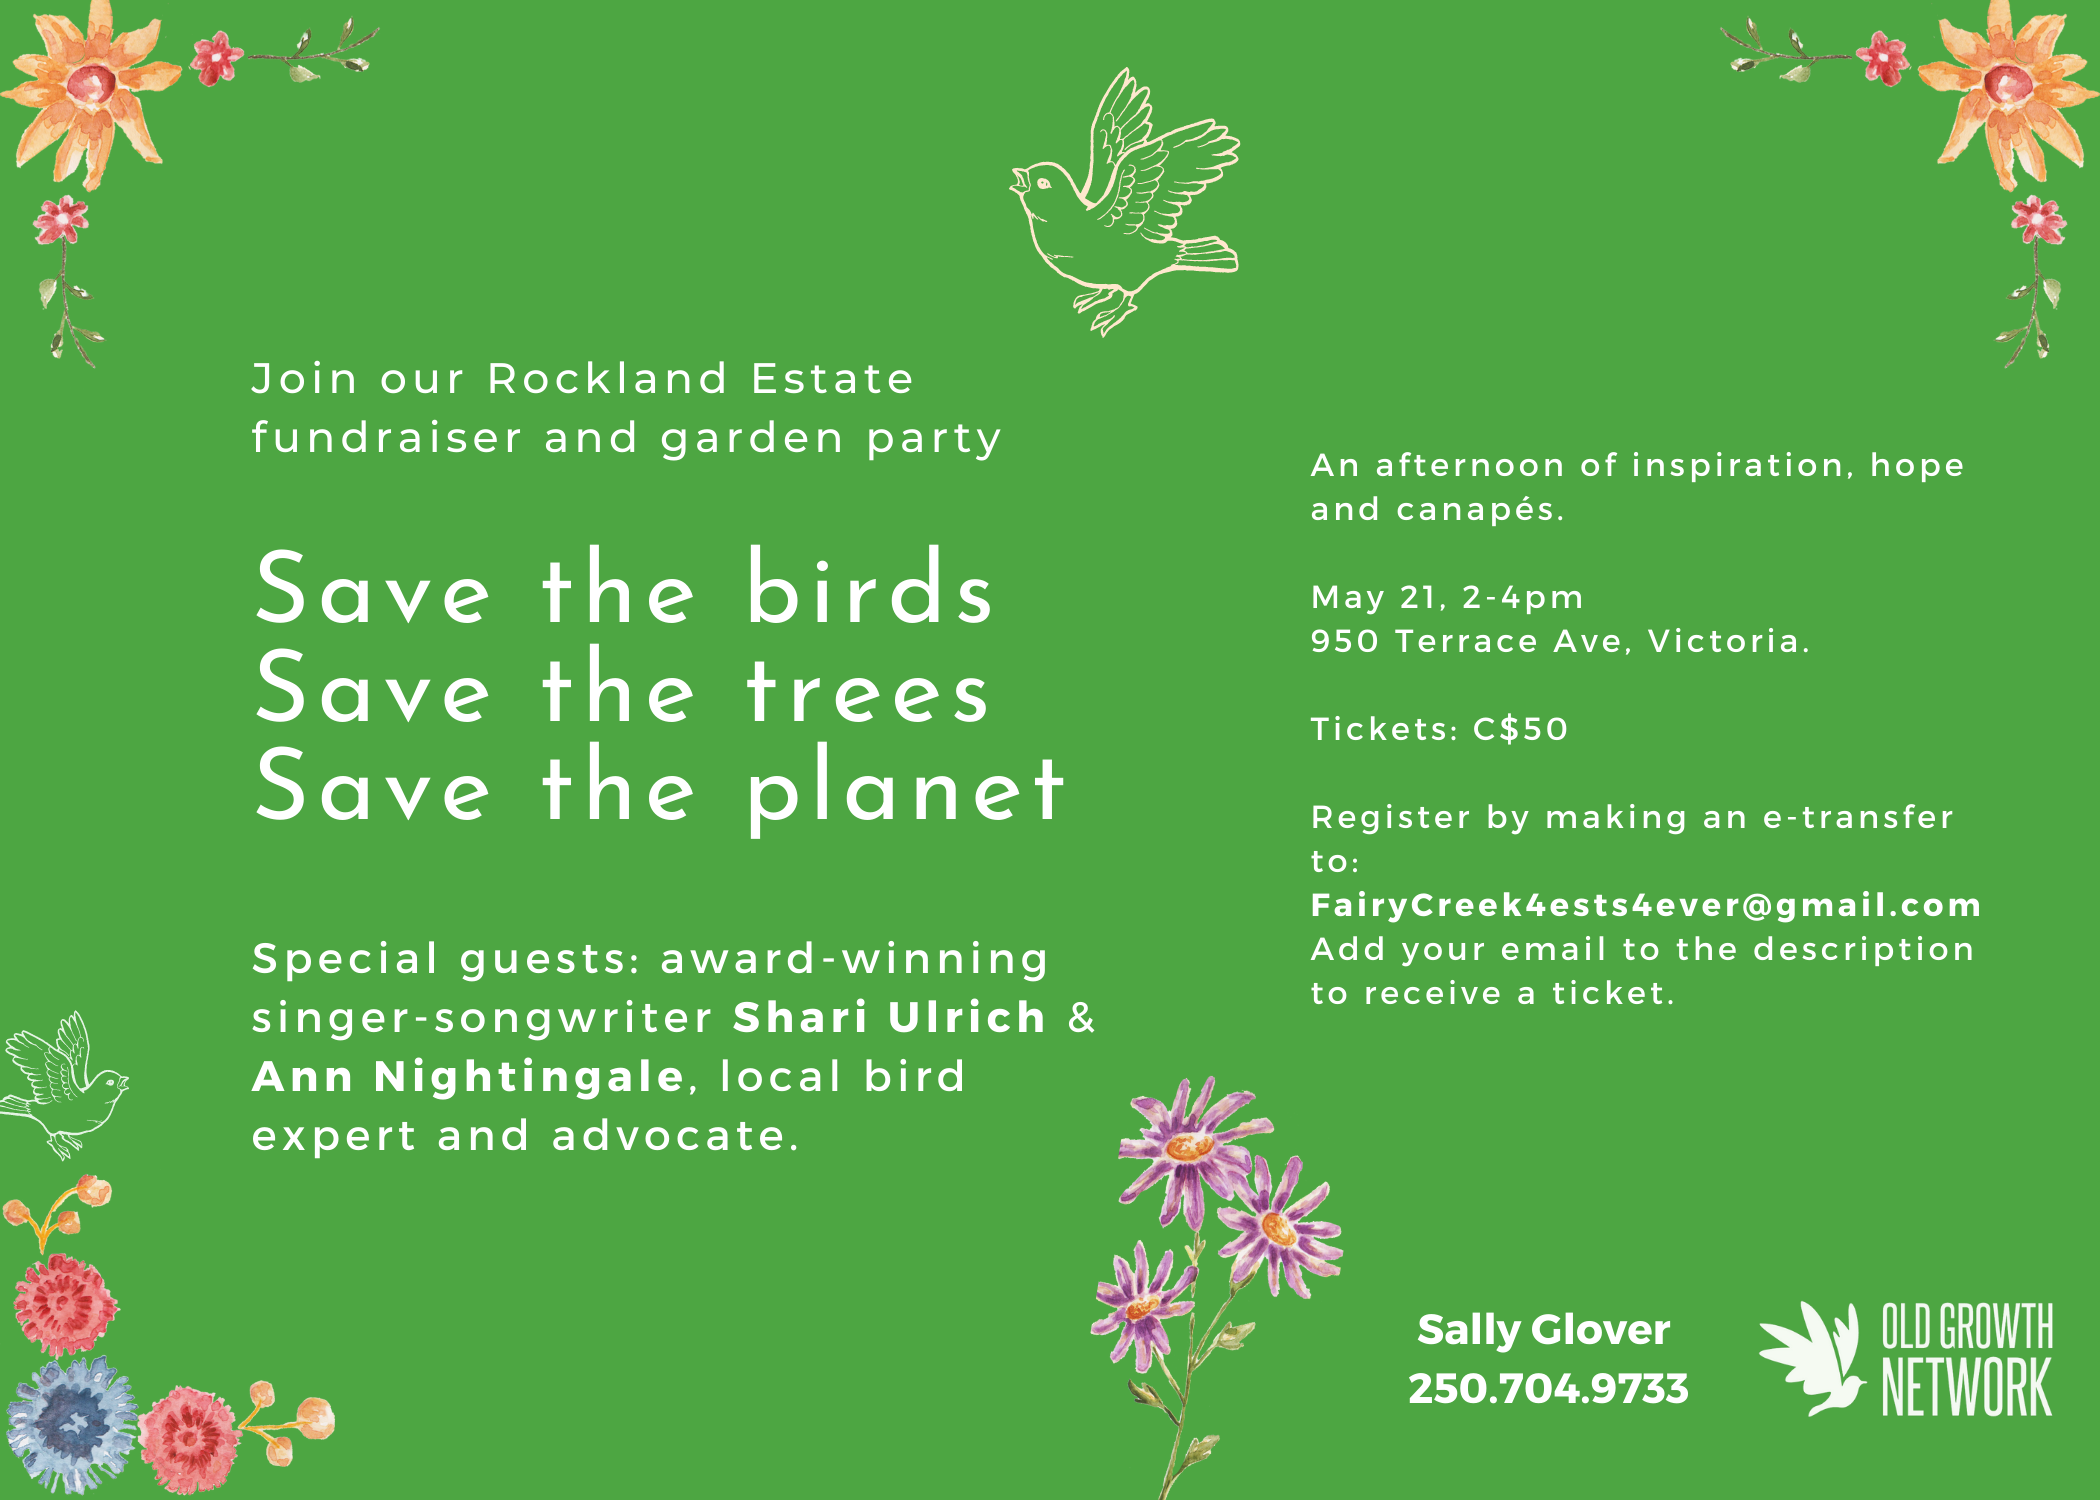 Join our Rockland Estate
fundraiser and garden party
Save the birds
Save the trees
Save the planet
Special guests: award-winning
singer-songwriter Shari Ulrich &
Ann Nightingale, local bird
expert and advocate.
An afternoon of inspiration, hope
and canapés.
May 21, 2-4pm
950 Terrace Ave, Victoria.
Tickets: C$50
Register by making an e-transfer
to:
FairyCreek4ests4ever@gmail.com
Add your email to the description
to receive a ticket.
Sally Glover
250.704.9733
OLD GROWTH
NETWORK